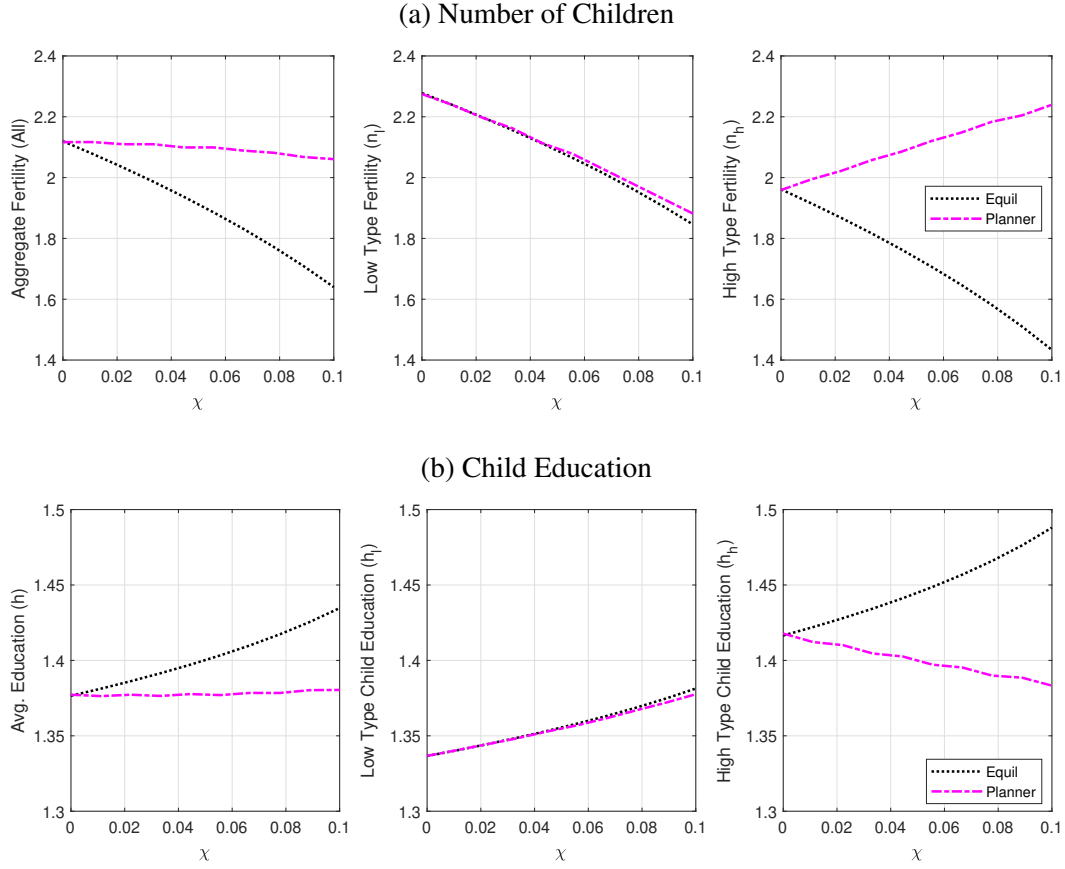 (a) Number of Children
Aggregate Fertility (All)
2.4
2.2
2
1.8
1.6
1.4
0 0.02 0.04 0.06 0.08 0.1
χ
Low Type Fertility (n_l)
2.4
2.2
2
1.8
1.6
1.4
0 0.02 0.04 0.06 0.08 0.1
χ
High Type Fertility (n_h)
2.4
2.2
2
1.8
1.6
1.4
0 0.02 0.04 0.06 0.08 0.1
χ
Equil
Planner
(b) Child Education
Avg. Education (h)
1.5
1.45
1.4
1.35
1.3
0 0.02 0.04 0.06 0.08 0.1
χ
Low Type Child Education (h_l)
1.5
1.45
1.4
1.35
1.3
0 0.02 0.04 0.06 0.08 0.1
χ
High Type Child Education (h_h)
1.5
1.45
1.4
1.35
1.3
0 0.02 0.04 0.06 0.08 0.1
χ
Equil
Planner